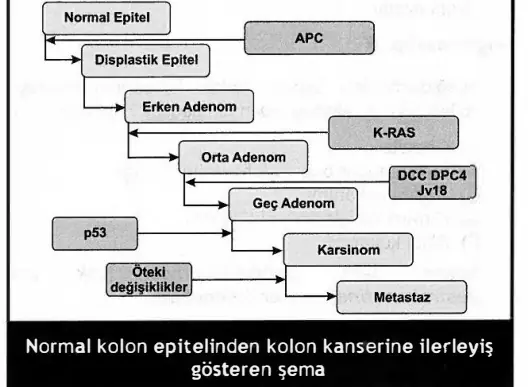 Normal Epitel
APC
Displastik Epitel
Erken Adenom
K-RAS
Orta Adenom
DCC DPC4
Jv18
Geç Adenom
p53
Karsinom
Öteki
değişiklikler
Metastaz
Normal kolon epitelinden kolon kanserine ilerleyiş
gösteren şema